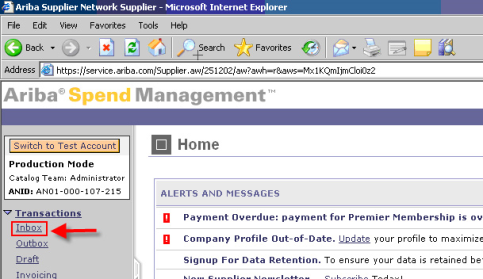 Ariba Supplier Network Supplier - Microsoft Internet Explorer
File Edit View Favorites Tools Help
Back Search Favorites
Address https://service.ariba.com/Supplier.aw/251202/aw?awh=r&aws=Mx1KQmIjmCloi0z2
Ariba® Spend Management™
Switch to Test Account
Production Mode
Catalog Team: Administrator
ANID: AN01-000-107-215
Transactions
Inbox
Outbox
Draft
Invoicing
Home
ALERTS AND MESSAGES
Payment Overdue: payment for Premier Membership is ov
Company Profile Out-of-Date. Update your profile to maximize
Signup For Data Retention. To ensure your data is retained be
New Supplier Newsletter Subscribe Today!